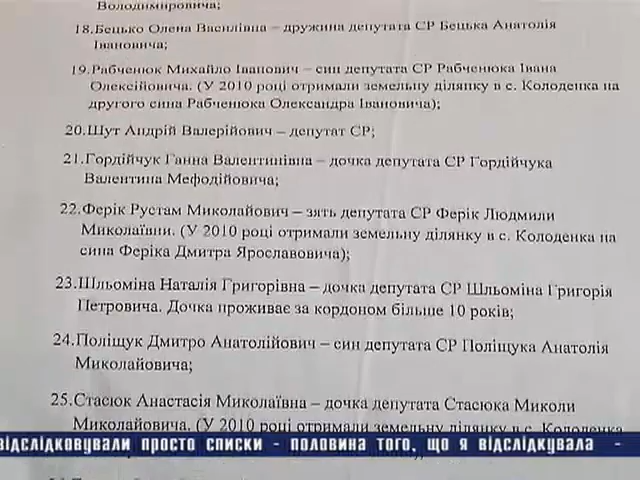 Володимировича;
18.Бецько Олена Василівна – дружина депутата СР Бецька Анатолія
Івановича;
19.Рабченюк Михайло Іванович – син депутата СР Рабченюка Івана
Олексійовича. (У 2010 році отримали земельну ділянку в с. Колоденка на
другого сина Рабченюка Олександра Івановича);
20.Шут Андрій Валерійович – депутат СР;
21.Гордійчук Ганна Валентинівна – дочка депутата СР Гордійчука
Валентина Мефодійовича;
22.Ферік Рустам Миколайович – зять депутата СР Ферік Людмили
Миколаївни. (У 2010 році отримали земельну ділянку в с. Колоденка на
сина Феріка Дмитра Ярославовича);
23.Шльоміна Наталія Григорівна – дочка депутата СР Шльоміна Григорія
Петровича. Дочка проживає за кордоном більше 10 років;
24.Поліщук Дмитро Анатолійович – син депутата СР Поліщука Анатолія
Миколайовича;
25.Стасюк Анастасія Миколаївна – дочка депутата Стасюка Миколи
Миколайовича. (У 2010 році отримали земельну ділянку в с. Колоденка
відслідковували просто списки - половина того, що я відслідкувала -